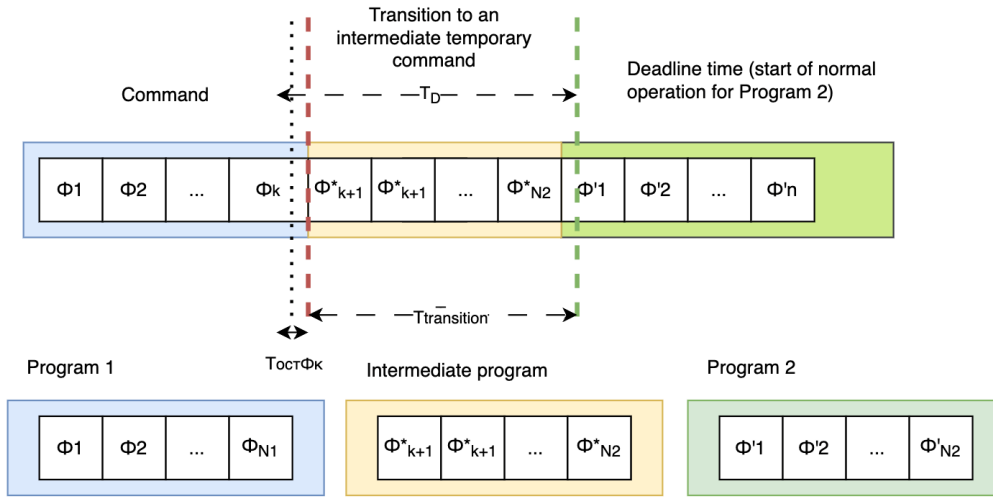 Transition to an
intermediate temporary
command
Deadline time (start of normal
operation for Program 2)
Command
T_D
Φ1 Φ2 ... Φk Φ*k+1 Φ*k+1 ... Φ*N2 Φ'1 Φ'2 ... Φ'n
Ttransition
TостΦк
Program 1
Intermediate program
Program 2
Φ1 Φ2 ... ΦN1
Φ*k+1 Φ*k+1 ... Φ*N2
Φ'1 Φ'2 ... Φ'N2